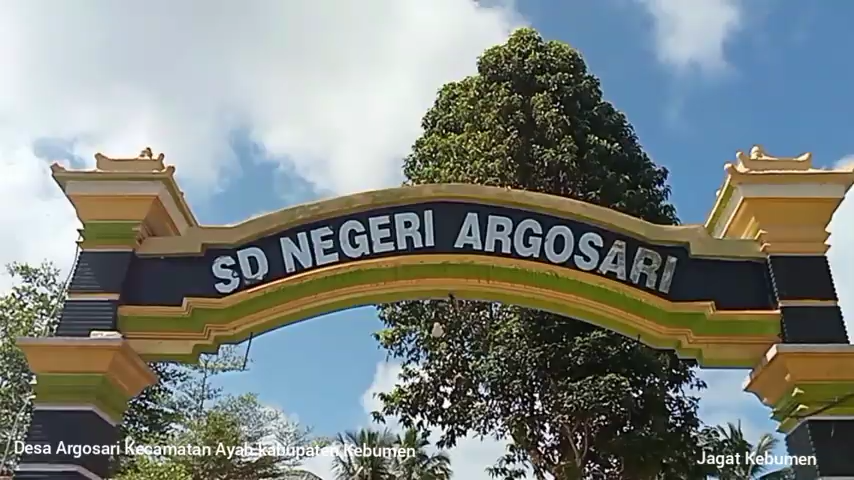 SD NEGERI ARGOSARI
Desa Argosari Kecamatan Ayah kabupaten Kebumen
Jagat Kebumen